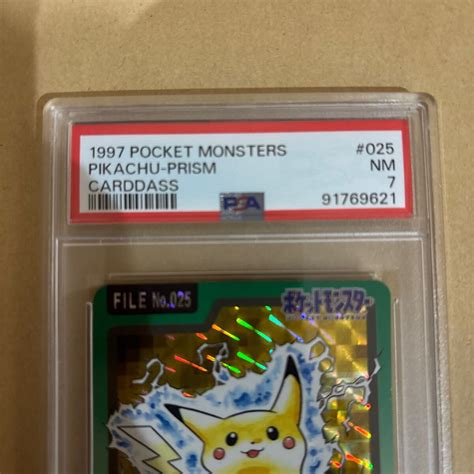 1997 POCKET MONSTERS #025
PIKACHU-PRISM NM
CARDDASS 7
PSA 91769621
FILE No.025
ポケットモンスター